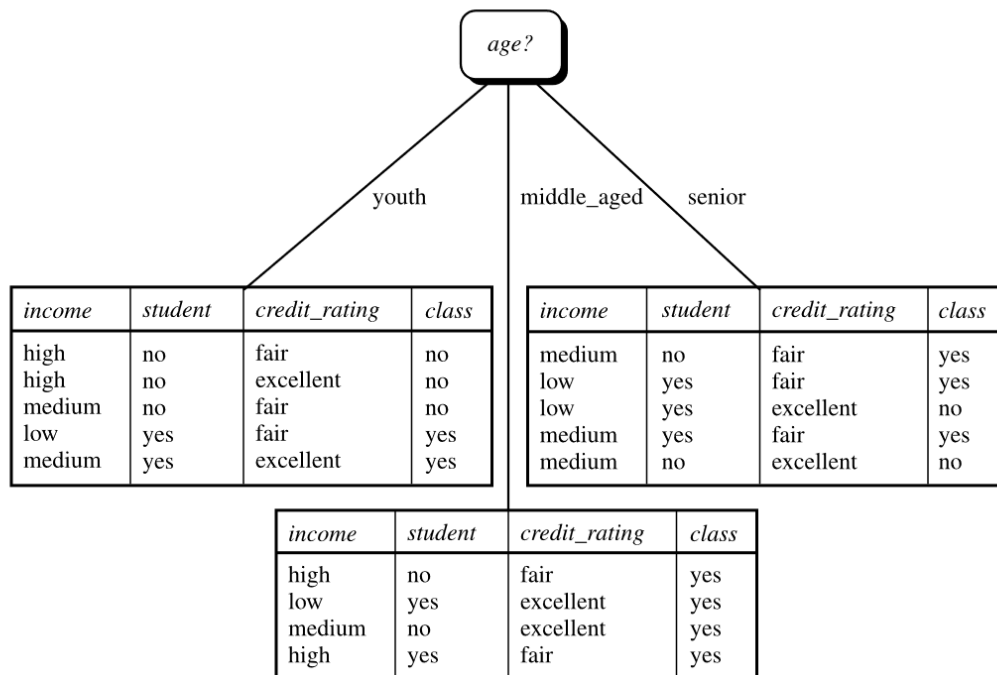 age?
youth middle_aged senior
income student credit_rating class
high no fair no
high no excellent no
medium no fair no
low yes fair yes
medium yes excellent yes
income student credit_rating class
medium no fair yes
low yes fair yes
low yes excellent no
medium yes fair yes
medium no excellent no
income student credit_rating class
high no fair yes
low yes excellent yes
medium no excellent yes
high yes fair yes